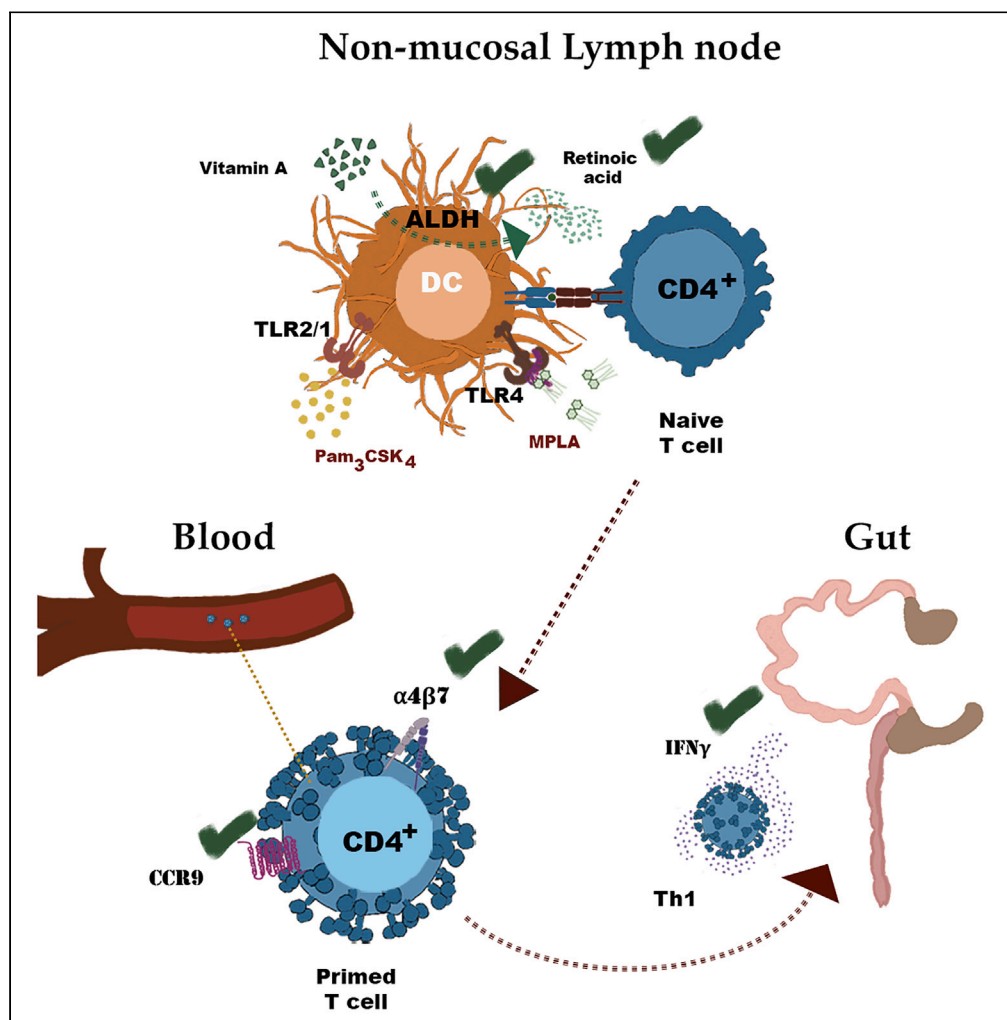 Non-mucosal Lymph node
Vitamin A
Retinoic
acid
ALDH
DC
CD4⁺
TLR2/1
TLR4
Pam₃CSK₄
MPLA
Naive
T cell
Blood
Gut
α4β7
IFNγ
CD4⁺
CCR9
Th1
Primed
T cell